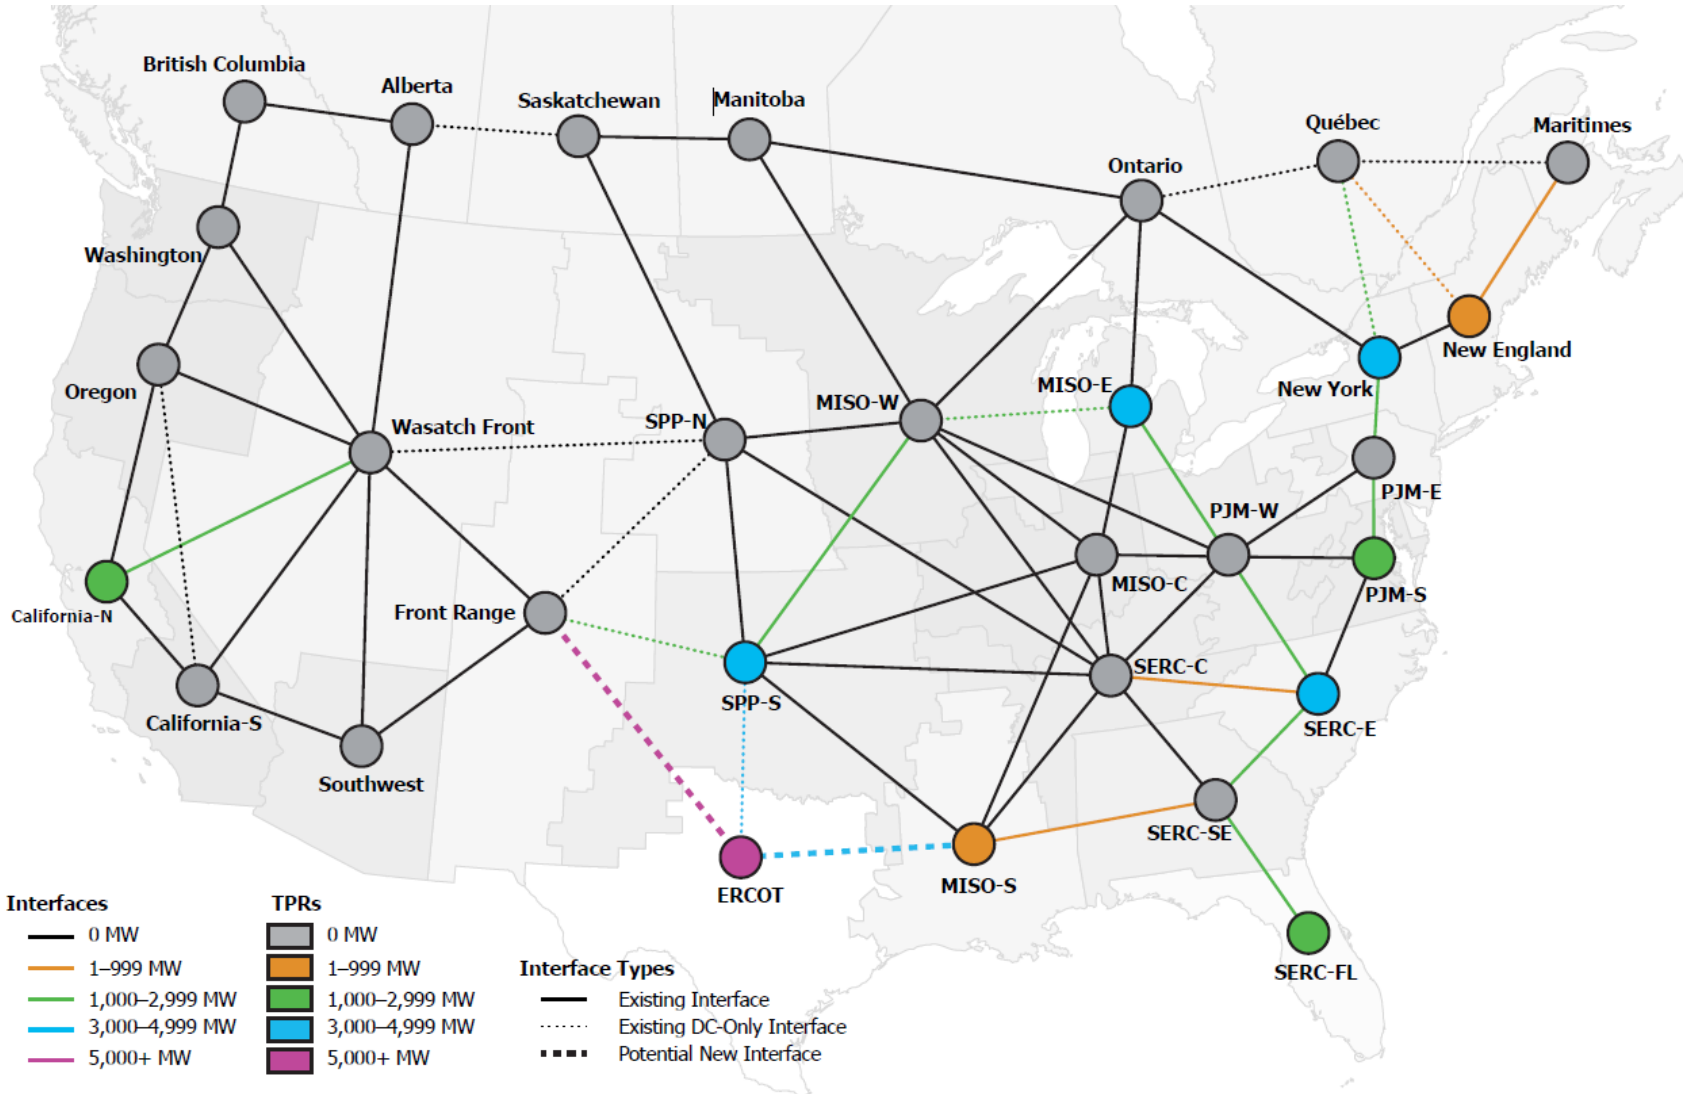 British Columbia
Alberta
Saskatchewan
Manitoba
Québec
Maritimes
Ontario
Washington
New England
Oregon
New York
MISO-E
MISO-W
SPP-N
Wasatch Front
PJM-E
PJM-W
MISO-C
PJM-S
California-N
Front Range
SERC-C
SPP-S
California-S
SERC-E
Southwest
SERC-SE
MISO-S
ERCOT
SERC-FL
Interfaces
0 MW
1–999 MW
1,000–2,999 MW
3,000–4,999 MW
5,000+ MW
TPRs
0 MW
1–999 MW
1,000–2,999 MW
3,000–4,999 MW
5,000+ MW
Interface Types
Existing Interface
Existing DC-Only Interface
Potential New Interface